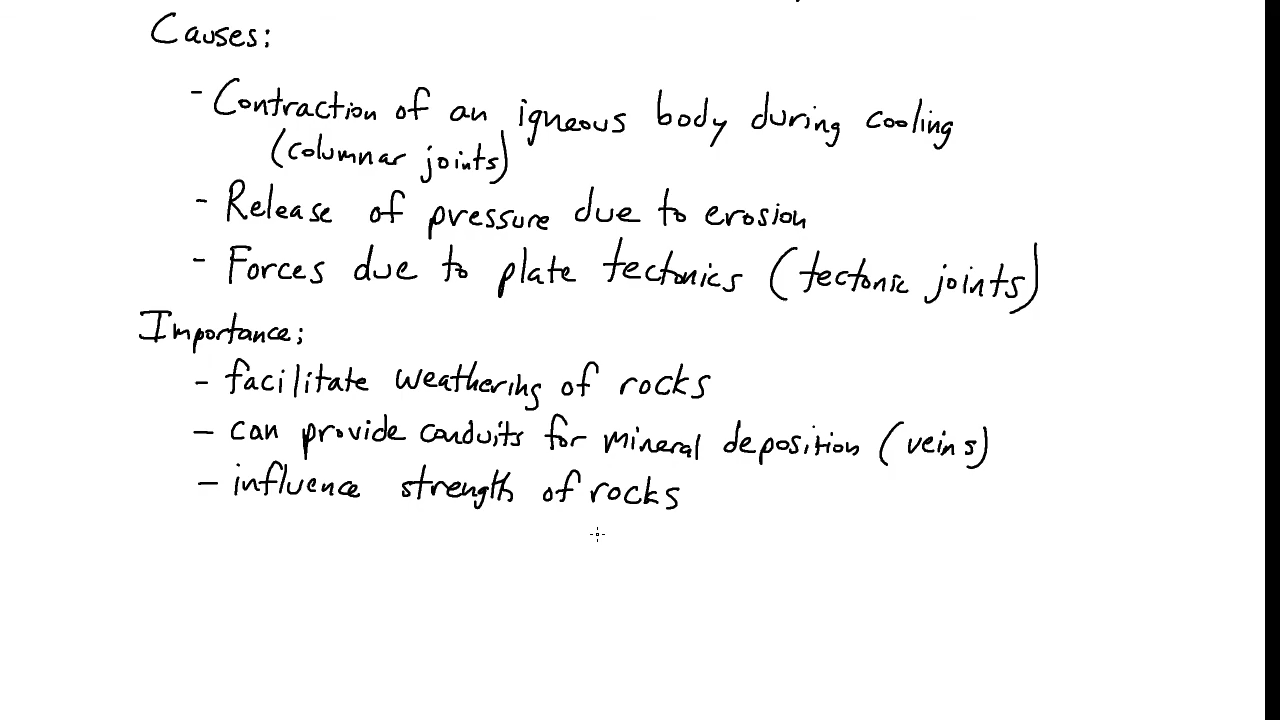 Causes:
- Contraction of an igneous body during cooling
(columnar joints)
- Release of pressure due to erosion
- Forces due to plate tectonics (tectonic joints)
Importance:
- facilitate weathering of rocks
- can provide conduits for mineral deposition (veins)
- influence strength of rocks